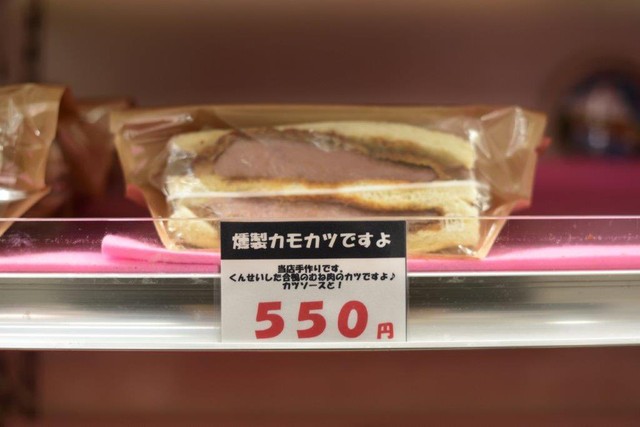 燻製カモカツですよ
当店手作りです。
くんせいした合鴨のむね肉のカツですよ♪
カツソースと!
550円